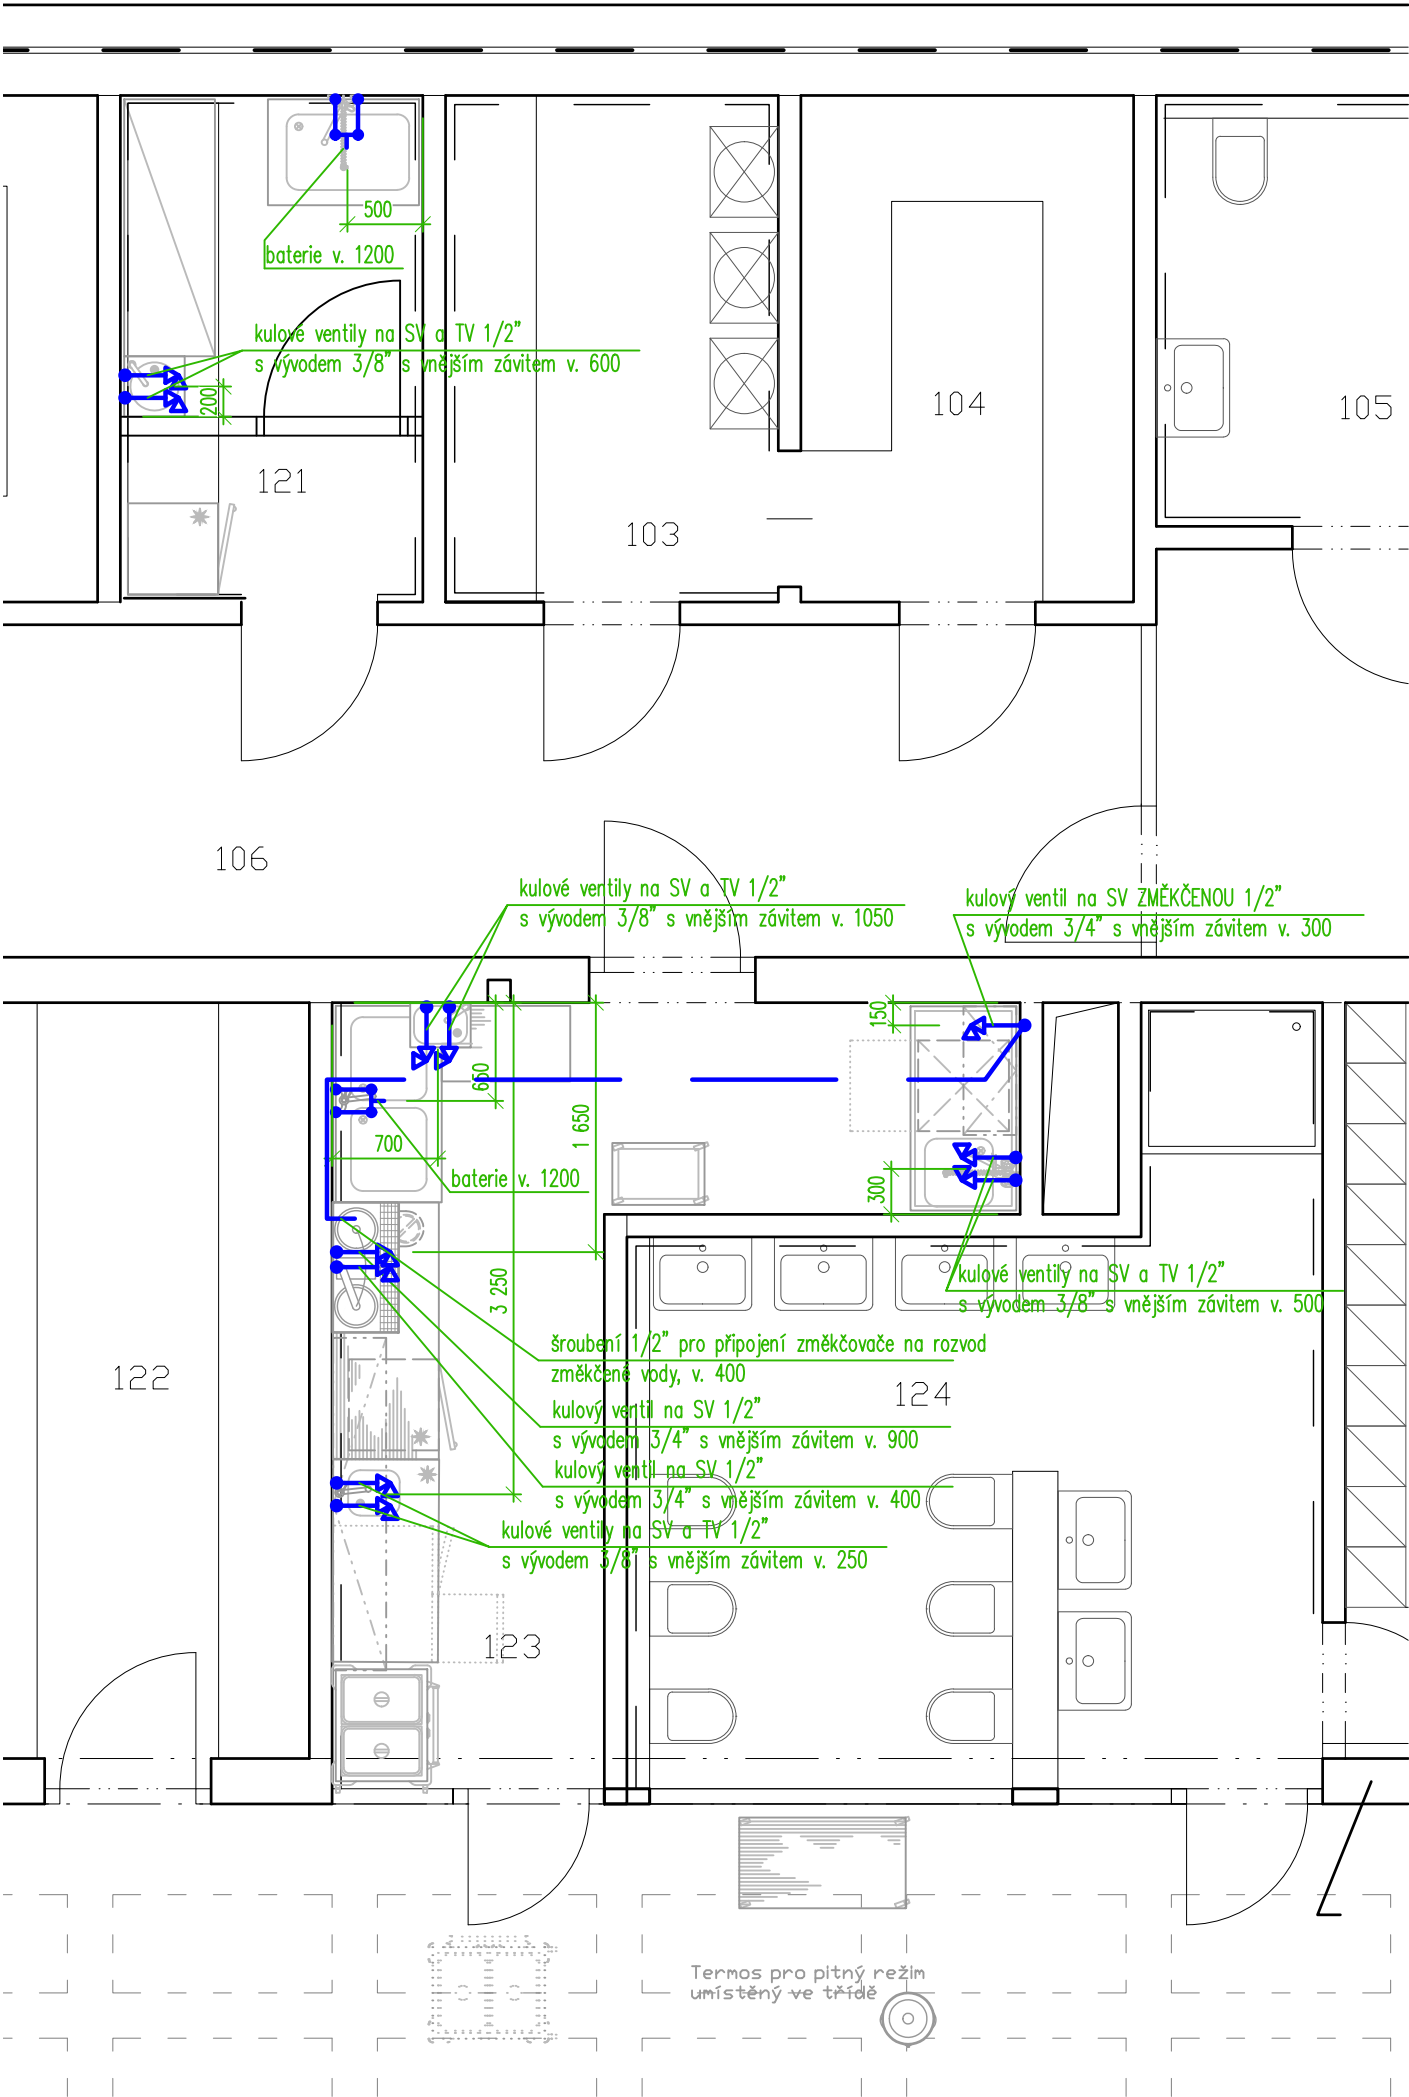 500
baterie v. 1200
kulové ventily na SV a TV 1/2"
s vývodem 3/8" s vnějším závitem v. 600
200
104
105
121
103
106
kulové ventily na SV a TV 1/2"
s vývodem 3/8" s vnějším závitem v. 1050
kulový ventil na SV ZMĚKČENOU 1/2"
s vývodem 3/4" s vnějším závitem v. 300
150
650
1 650
700
baterie v. 1200
300
3 250
kulové ventily na SV a TV 1/2"
s vývodem 3/8" s vnějším závitem v. 500
šroubení 1/2" pro připojení změkčovače na rozvod
změkčené vody, v. 400
122
124
kulový ventil na SV 1/2"
s vývodem 3/4" s vnějším závitem v. 900
kulový ventil na SV 1/2"
s vývodem 3/4" s vnějším závitem v. 400
kulové ventily na SV a TV 1/2"
s vývodem 3/8" s vnějším závitem v. 250
123
Termos pro pitný režim
umístěný ve třídě